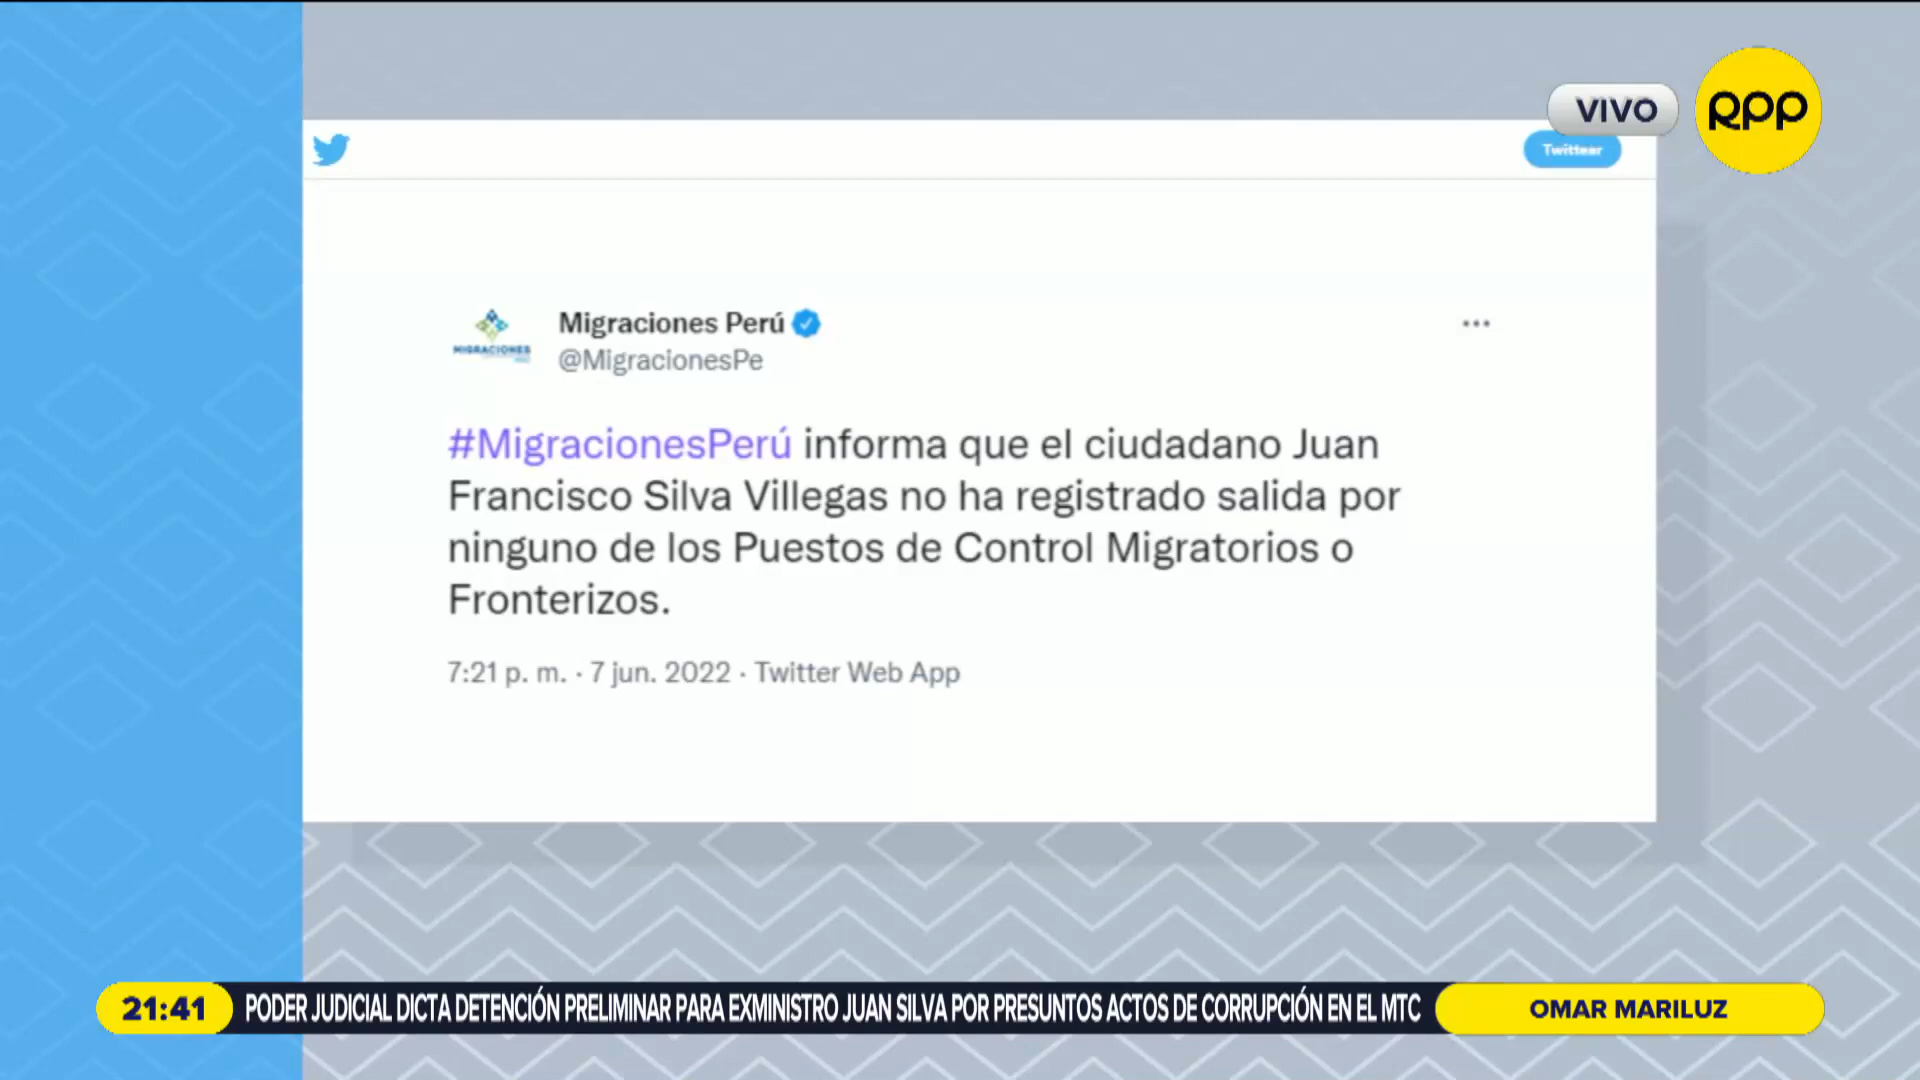 VIVO
RPP
Twittear
MIGRACIONES
Migraciones Perú
@MigracionesPe
#MigracionesPerú informa que el ciudadano Juan
Francisco Silva Villegas no ha registrado salida por
ninguno de los Puestos de Control Migratorios o
Fronterizos.
7:21 p. m. · 7 jun. 2022 · Twitter Web App
21:41 PODER JUDICIAL DICTA DETENCIÓN PRELIMINAR PARA EXMINISTRO JUAN SILVA POR PRESUNTOS ACTOS DE CORRUPCIÓN EN EL MTC OMAR MARILUZ